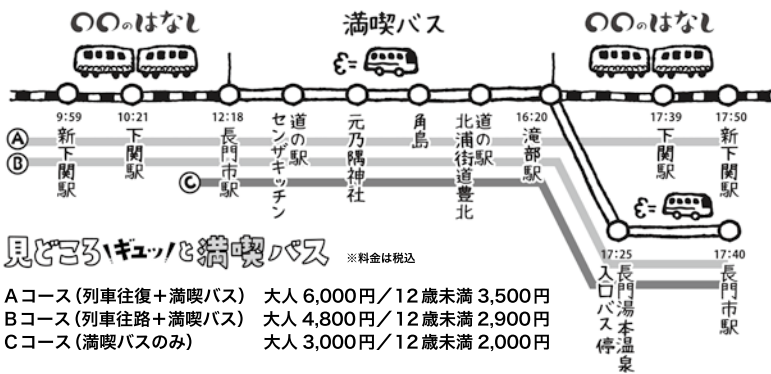 ○○のはなし
満喫バス
○○のはなし
9:59
新下関駅
10:21
下関駅
12:18
長門市駅
道の駅
センザキッチン
元乃隅神社
角島
道の駅
北浦街道豊北
16:20
滝部駅
17:39
下関駅
17:50
新下関駅
A
B
C
17:25
長門湯本温泉
入口バス停
17:40
長門市駅
見どころギュッ!と満喫バス
※料金は税込
Aコース(列車往復+満喫バス) 大人6,000円/12歳未満3,500円
Bコース(列車往路+満喫バス) 大人4,800円/12歳未満2,900円
Cコース(満喫バスのみ) 大人3,000円/12歳未満2,000円